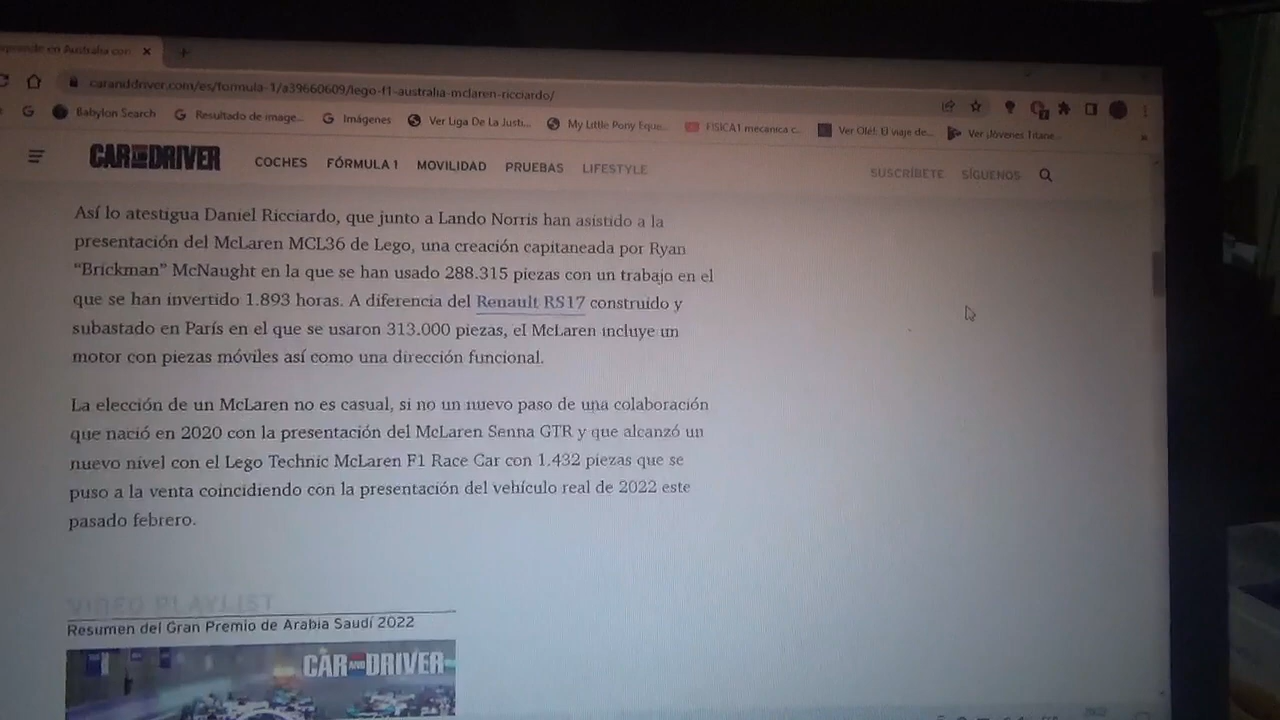 aprende en Australia con
caranddriver.com/es/formula-1/a39660609/lego-f1-australia-mclaren-ricciardo/
Babylon Search Resultado de image... Imágenes Ver Liga De La Justi... My Little Pony Eque... FISICA1 mecanica c... Ver Olé!. El viaje de... Ver Jóvenes Titane...
CAR AND DRIVER COCHES FÓRMULA 1 MOVILIDAD PRUEBAS LIFESTYLE SUSCRÍBETE SÍGUENOS
Así lo atestigua Daniel Ricciardo, que junto a Lando Norris han asistido a la
presentación del McLaren MCL36 de Lego, una creación capitaneada por Ryan
“Brickman” McNaught en la que se han usado 288.315 piezas con un trabajo en el
que se han invertido 1.893 horas. A diferencia del Renault RS17 construido y
subastado en París en el que se usaron 313.000 piezas, el McLaren incluye un
motor con piezas móviles así como una dirección funcional.
La elección de un McLaren no es casual, si no un nuevo paso de una colaboración
que nació en 2020 con la presentación del McLaren Senna GTR y que alcanzó un
nuevo nivel con el Lego Technic McLaren F1 Race Car con 1.432 piezas que se
puso a la venta coincidiendo con la presentación del vehículo real de 2022 este
pasado febrero.
VIDEO PLAYLIST
Resumen del Gran Premio de Arabia Saudí 2022
CAR AND DRIVER